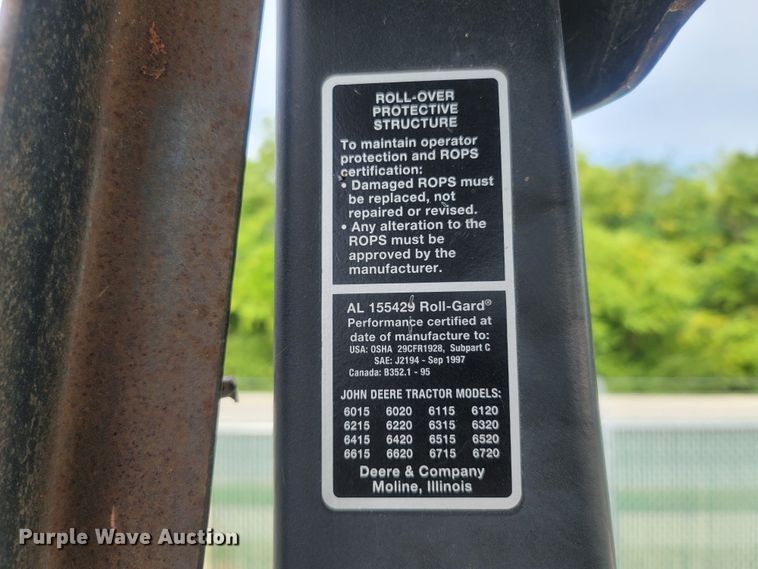 ROLL-OVER
PROTECTIVE
STRUCTURE
To maintain operator
protection and ROPS
certification:
• Damaged ROPS must
be replaced, not
repaired or revised.
• Any alteration to the
ROPS must be
approved by the
manufacturer.
AL 155429 Roll-Gard®
Performance certified at
date of manufacture to:
USA: OSHA 29CFR1928, Subpart C
SAE: J2194 - Sep 1997
Canada: B352.1 - 95
JOHN DEERE TRACTOR MODELS:
6015 6020 6115 6120
6215 6220 6315 6320
6415 6420 6515 6520
6615 6620 6715 6720
Deere & Company
Moline, Illinois
Purple Wave Auction